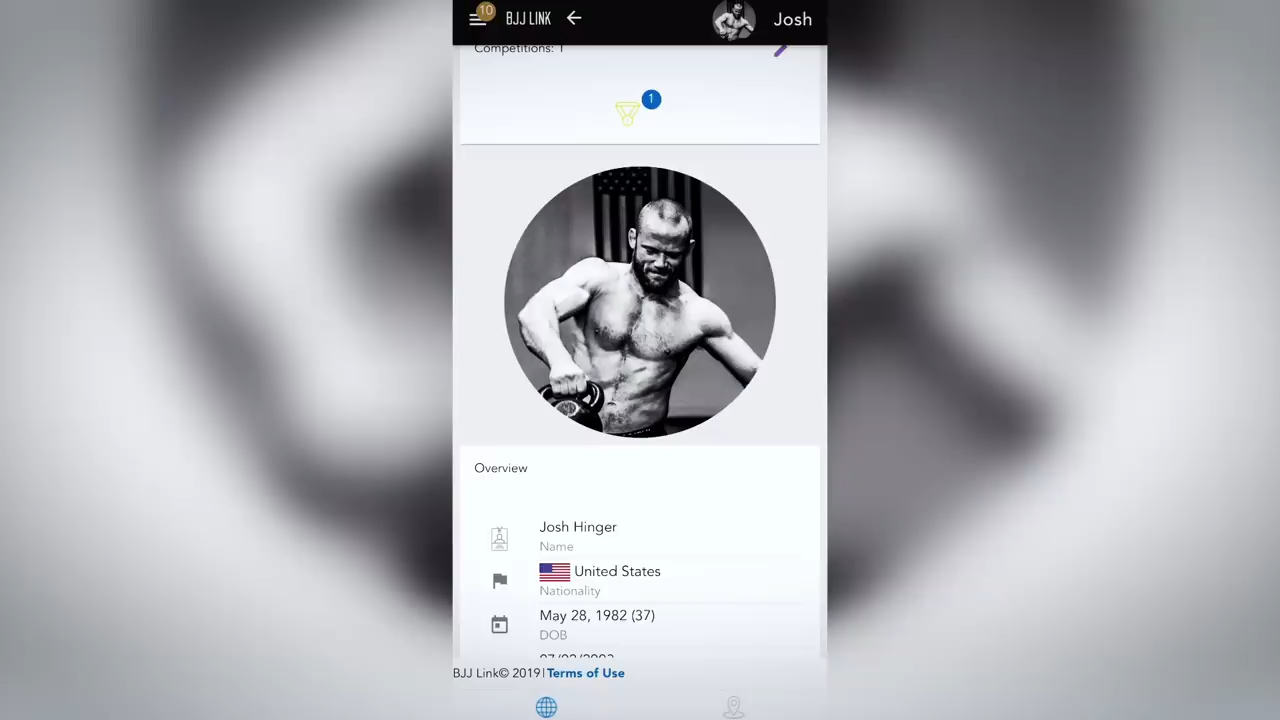 10
BJJ LINK
Josh
Competitions: 1
1
Overview
Josh Hinger
Name
United States
Nationality
May 28, 1982 (37)
DOB
BJJ Link© 2019|Terms of Use